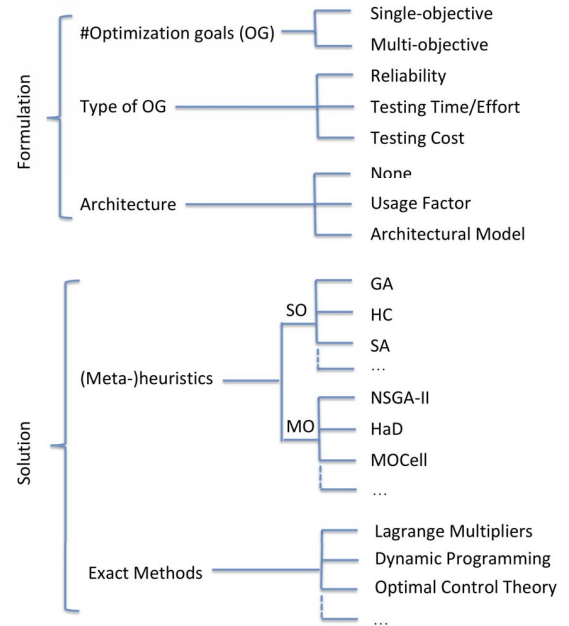 Formulation
#Optimization goals (OG)
Single-objective
Multi-objective
Type of OG
Reliability
Testing Time/Effort
Testing Cost
Architecture
None
Usage Factor
Architectural Model
Solution
(Meta-)heuristics
SO
GA
HC
SA
...
MO
NSGA-II
HaD
MOCell
...
Exact Methods
Lagrange Multipliers
Dynamic Programming
Optimal Control Theory
...